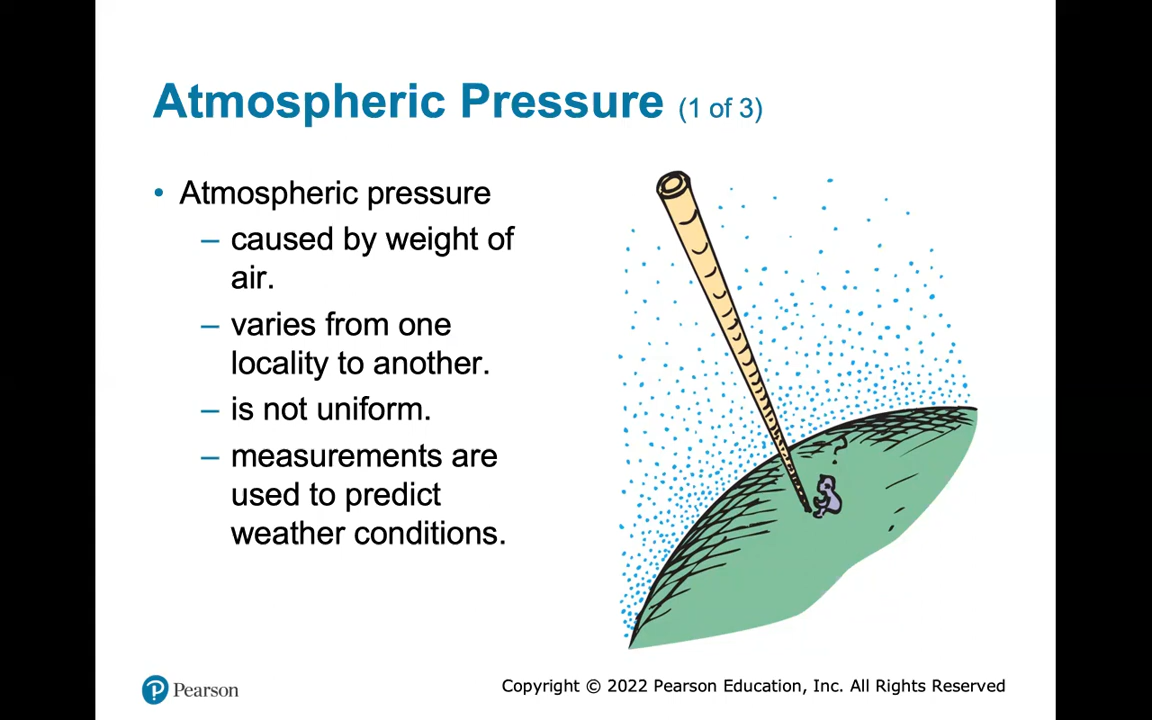 Atmospheric Pressure (1 of 3)
• Atmospheric pressure
– caused by weight of
air.
– varies from one
locality to another.
– is not uniform.
– measurements are
used to predict
weather conditions.
?
P Pearson
Copyright © 2022 Pearson Education, Inc. All Rights Reserved